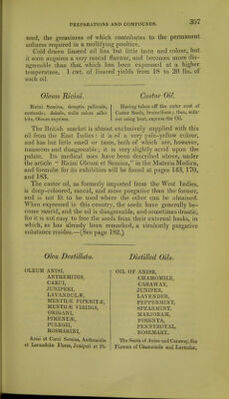 PREPARATIONS AND COMPOUNDS. 357
seed, the greasiness of which contributes to the permanent
softness required in a mollifying poultice.
Cold drawn linseed oil has but little taste and colour, but
it soon acquires a very rancid flavour, and becomes more dis-
agreeable than that which has been expressed at a higher
temperature. 1 cwt. of linseed yields from 18 to 20 lbs. of
such oil.
Oleum Ricini.
Ricini Semina, demptis pelliculis,
contunde; deinde, nullo calore adhi-
bito, Oleum exprime.
Castor Oil.
Having taken off the outer coat of
Castor Seeds, bruise them; then, with-
out using heat, express the Oil.
The British market is almost exclusively supplied with this
oil from the East Indies: it is of a very pale-yellow colour,
and has but little smell or taste, both of which are, however,
nauseous and disagreeable; it is very slightly acrid upon the
palate. Its medical uses have been described above, under
the article “ Ricini Oleum et Semina,” in the Materia Medica,
and formulæ for its exhibition will be found at pages 143, 170,
and 183.
The castor oil, as formerly imported from the West Indies,
is deep-coloured, rancid, and more purgative than the former,
and is not fit to be used where the other can be obtained.
When expressed in this country, the seeds have generally be-
come rancid, and the oil is disagreeable, and sometimes drastic,
for it is not easy to free the seeds from their external husks, in
which, as has already been remarked, a virulently purgative
substance resides.—(See page 182.)
Olea Destillata.
OLEUM ANISI,
ANTHEMIDIS,
CARUI,
JUNIPERI,
LAVANDULÆ,
MENTHÆ PIPERITÆ,
MENTHÆ VIRIDIS,
ORIGANI,
PIMENTÆ,
PULEGII,
ROSMARINI.
Anisi et Carui Semina, Anthemidis
et Lavandulæ Flores, Juniperi et Pi-
Distilled Oils.
OIL OF ANISE,
CHAMOMILE,
CARAWAY,
JUNIPER,
LAVENDER,
PEPPERMINT,
SPEARMINT,
MARJORAM,
PIMENTA,
PENNYROYAL,
ROSEMARY.
The Seeds of Anise and Caraway, the
Flowers of Chamomile and Lavender,